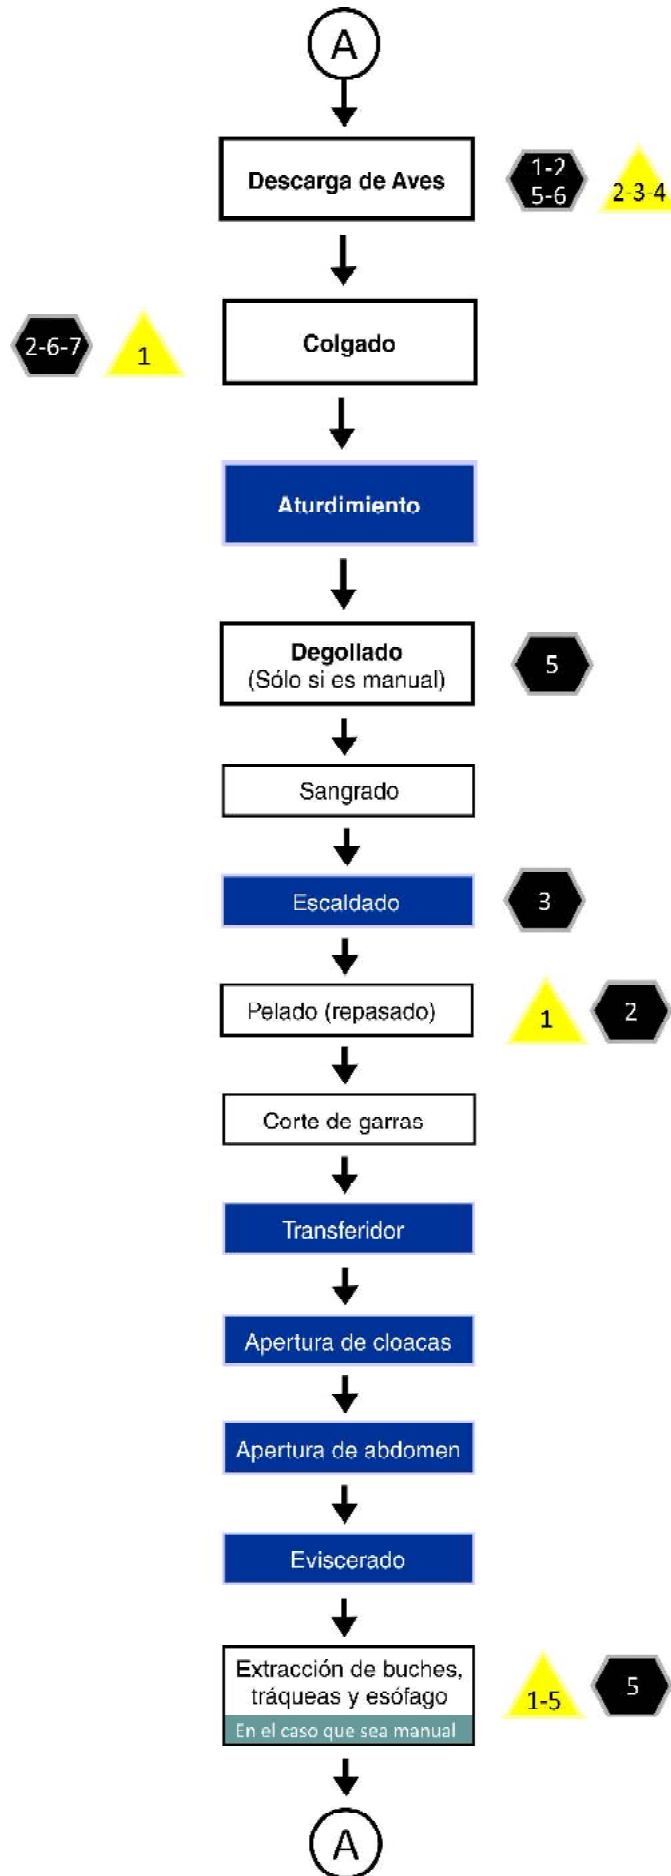 A
Descarga de Aves
1-2
5-6
2-3-4
2-6-7
1
Colgado
Aturdimiento
Degollado
(Sólo si es manual)
5
Sangrado
Escaldado
3
Pelado (repasado)
1
2
Corte de garras
Transferidor
Apertura de cloacas
Apertura de abdomen
Eviscerado
Extracción de buches,
tráqueas y esófago
En el caso que sea manual
1-5
5
A